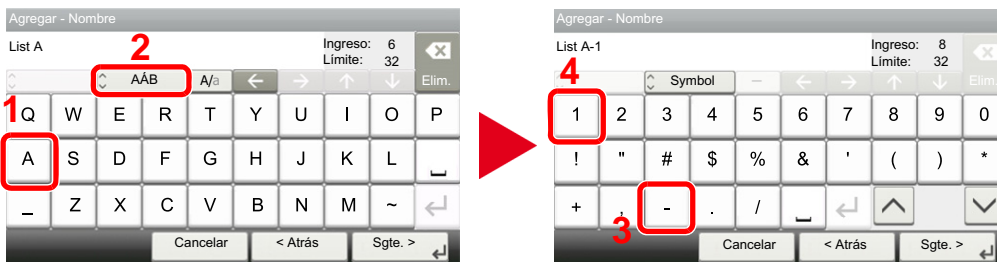 Agregar - Nombre
List A
Ingreso: 6
Límite: 32
2
AÁB
A/a
Elim.
1
Q W E R T Y U I O P
A S D F G H J K L
_ Z X C V B N M ~
Cancelar
< Atrás
Sgte. >
Agregar - Nombre
List A-1
Ingreso: 8
Límite: 32
4
Symbol
Elim.
1 2 3 4 5 6 7 8 9 0
! " # $ % & ' ( ) *
+ , - . /
3
Cancelar
< Atrás
Sgte. >